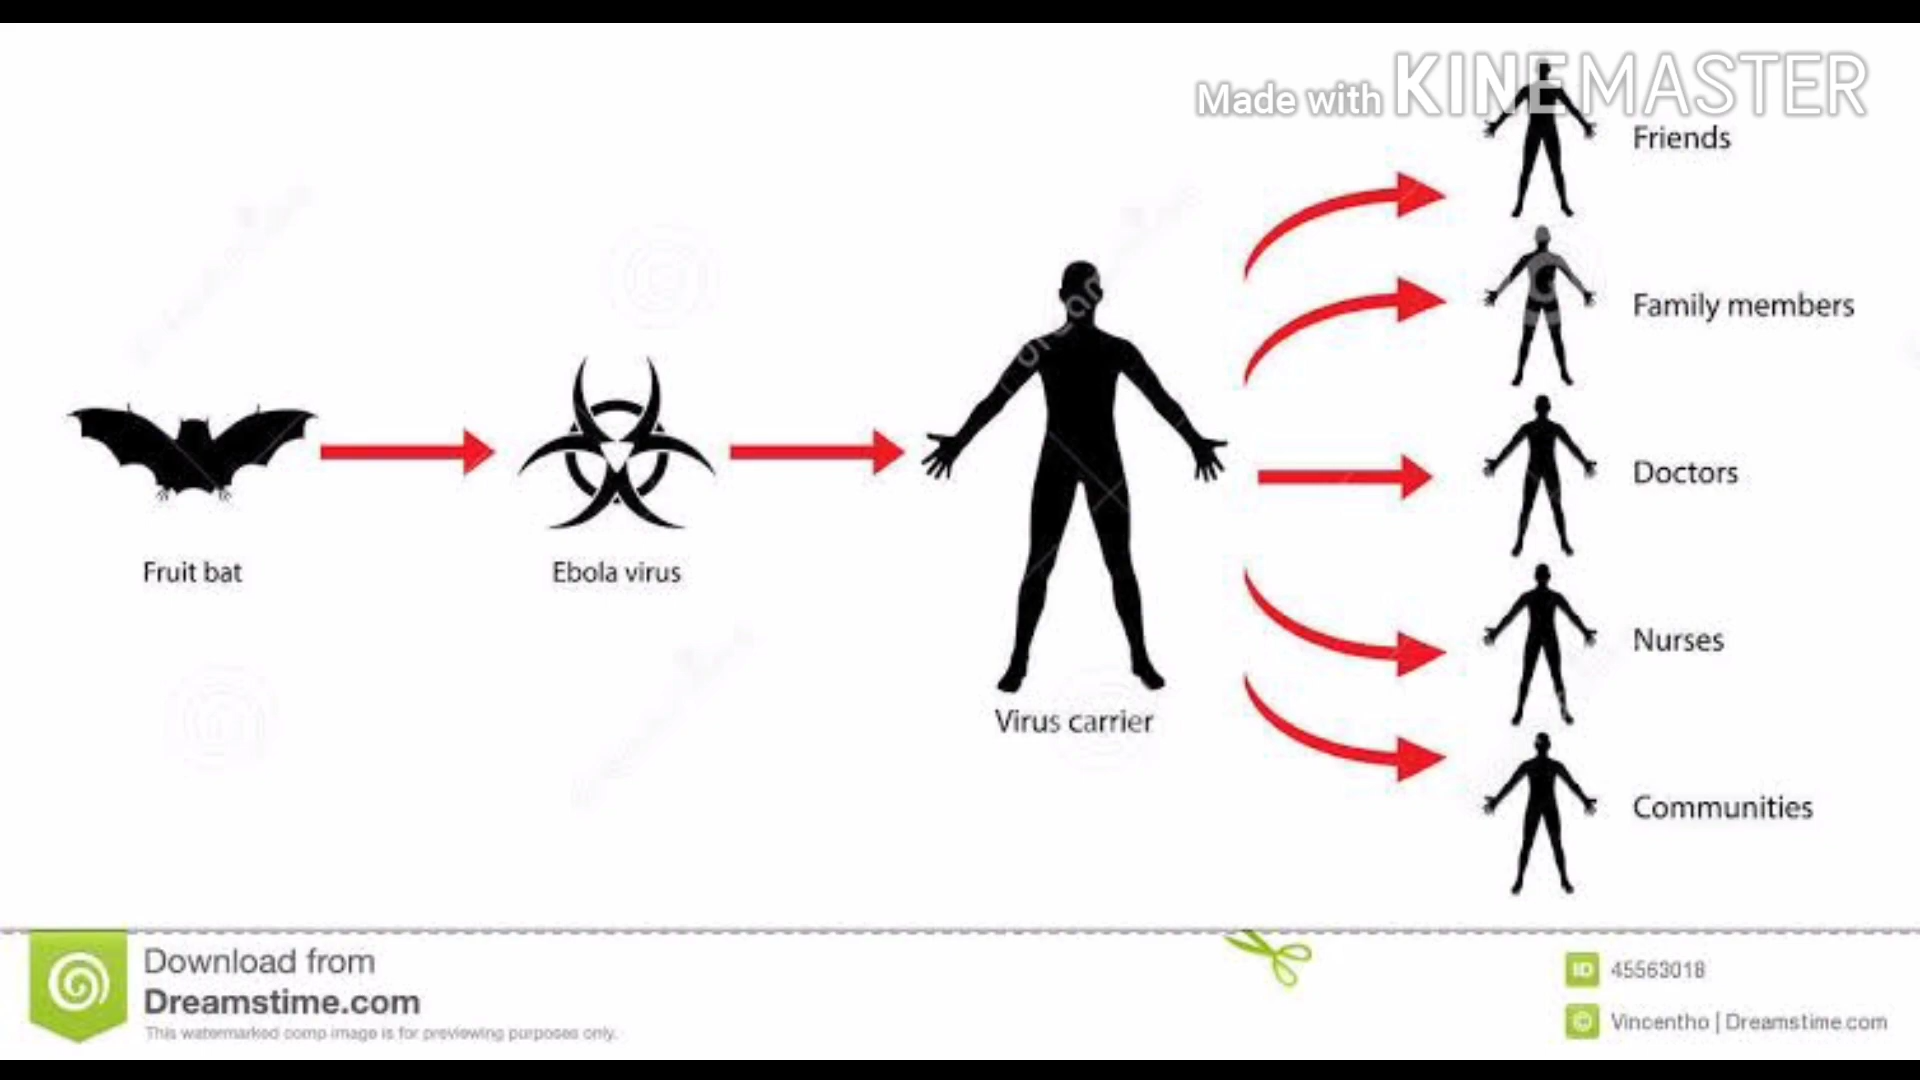 Made with KINEMASTER
Friends
Family members
Doctors
Nurses
Communities
Fruit bat
Ebola virus
Virus carrier
Download from
Dreamstime.com
This watermarked comp image is for previewing purposes only.
ID 45563018
© Vincentho | Dreamstime.com